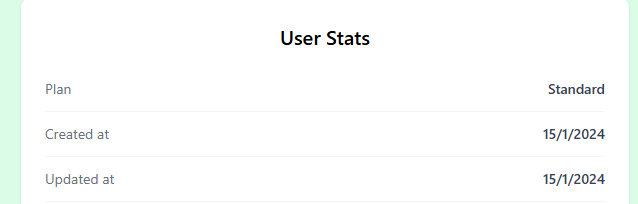 User Stats
Plan Standard
Created at 15/1/2024
Updated at 15/1/2024